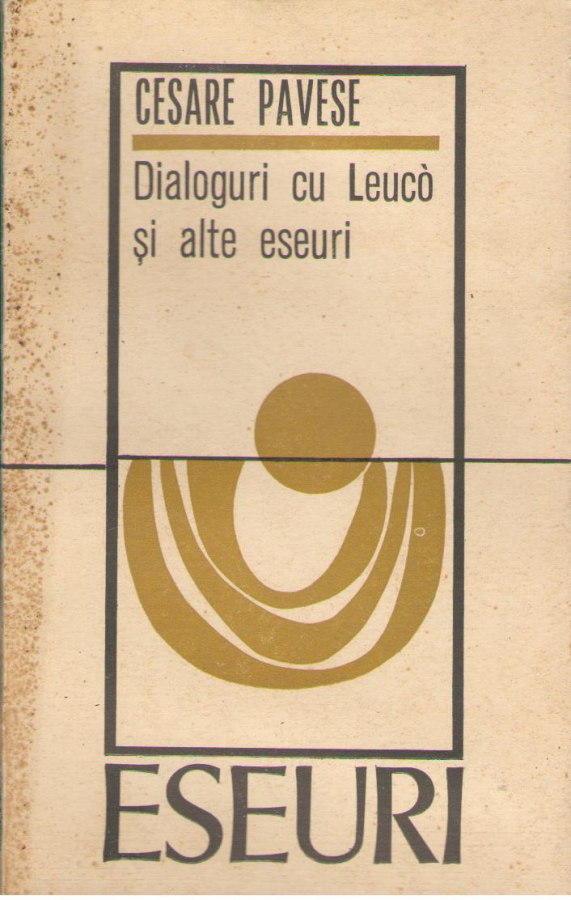 CESARE PAVESE
Dialoguri cu Leucò
și alte eseuri
ESEURI